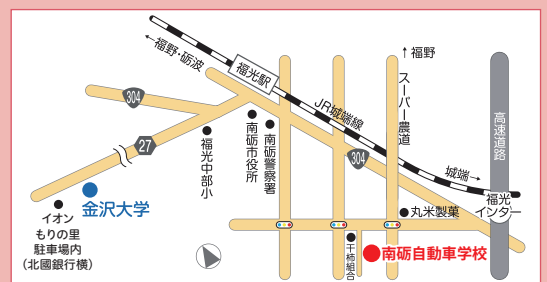 ←福野・砺波
福光駅
JR城端線
↑福野
スーパー農道
高速道路
304
27
304
城端→
福光
インター
福光中部小
南砺市役所
南砺警察署
金沢大学
イオン
もりの里
駐車場内
（北國銀行横）
丸米製菓
干柿組合
南砺自動車学校